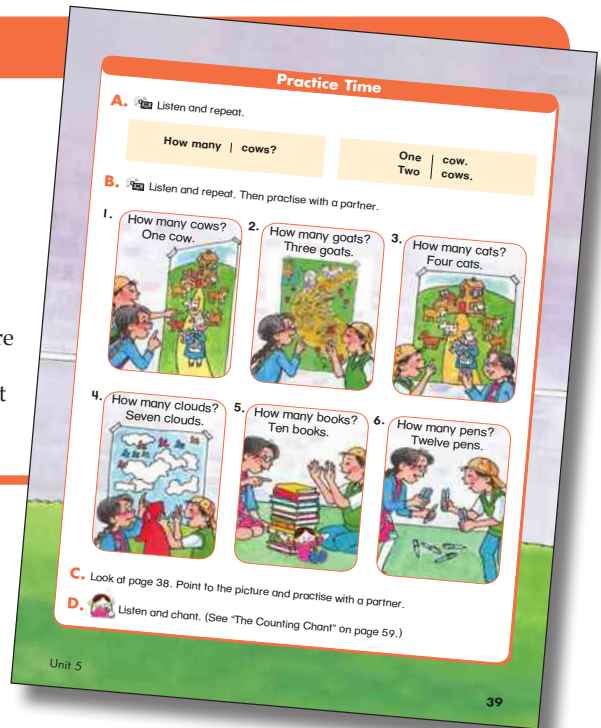 Practice Time
A. Listen and repeat.
How many | cows?
One | cow.
Two | cows.
B. Listen and repeat. Then practise with a partner.
1. How many cows?
One cow.
2. How many goats?
Three goats.
3. How many cats?
Four cats.
4. How many clouds?
Seven clouds.
5. How many books?
Ten books.
6. How many pens?
Twelve pens.
C. Look at page 38. Point to the picture and practise with a partner.
D. Listen and chant. (See "The Counting Chant" on page 59.)
Unit 5
39
re
t